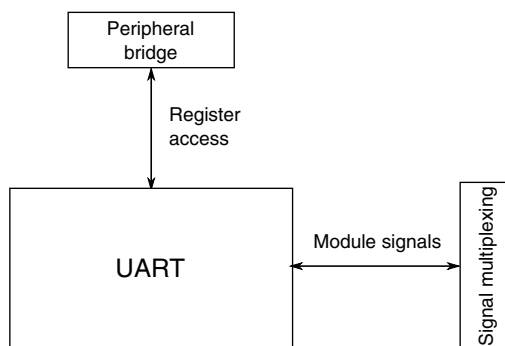 Peripheral
bridge
Register
access
UART
Module signals
Signal multiplexing